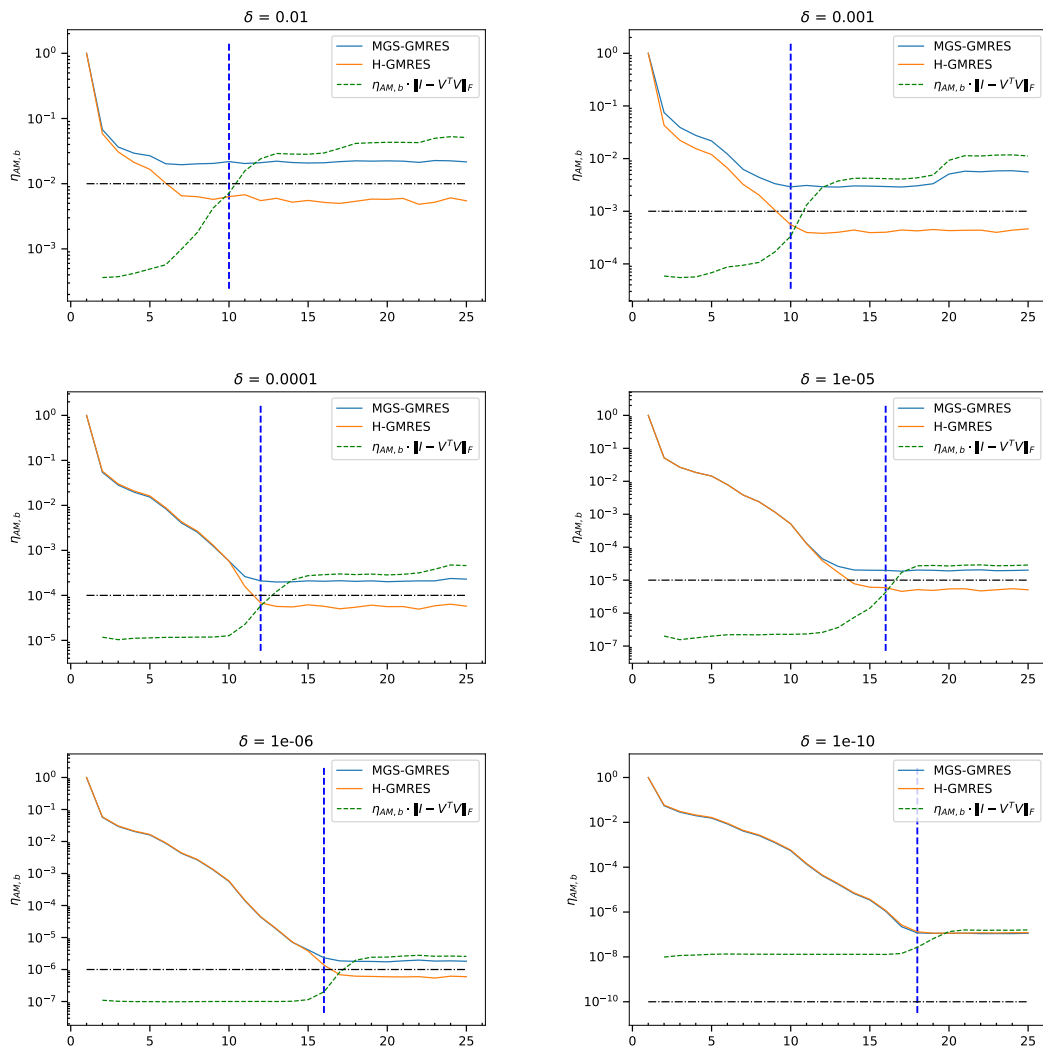 δ = 0.01
MGS-GMRES
H-GMRES
η_{AM, b} · ‖I − V^T V‖_F
η_{AM, b}
10^0
10^{-1}
10^{-2}
10^{-3}
0 5 10 15 20 25
δ = 0.001
MGS-GMRES
H-GMRES
η_{AM, b} · ‖I − V^T V‖_F
η_{AM, b}
10^0
10^{-1}
10^{-2}
10^{-3}
10^{-4}
0 5 10 15 20 25
δ = 0.0001
MGS-GMRES
H-GMRES
η_{AM, b} · ‖I − V^T V‖_F
η_{AM, b}
10^0
10^{-1}
10^{-2}
10^{-3}
10^{-4}
10^{-5}
0 5 10 15 20 25
δ = 1e-05
MGS-GMRES
H-GMRES
η_{AM, b} · ‖I − V^T V‖_F
η_{AM, b}
10^0
10^{-1}
10^{-2}
10^{-3}
10^{-4}
10^{-5}
10^{-6}
10^{-7}
0 5 10 15 20 25
δ = 1e-06
MGS-GMRES
H-GMRES
η_{AM, b} · ‖I − V^T V‖_F
η_{AM, b}
10^0
10^{-1}
10^{-2}
10^{-3}
10^{-4}
10^{-5}
10^{-6}
10^{-7}
0 5 10 15 20 25
δ = 1e-10
MGS-GMRES
H-GMRES
η_{AM, b} · ‖I − V^T V‖_F
η_{AM, b}
10^0
10^{-2}
10^{-4}
10^{-6}
10^{-8}
10^{-10}
0 5 10 15 20 25